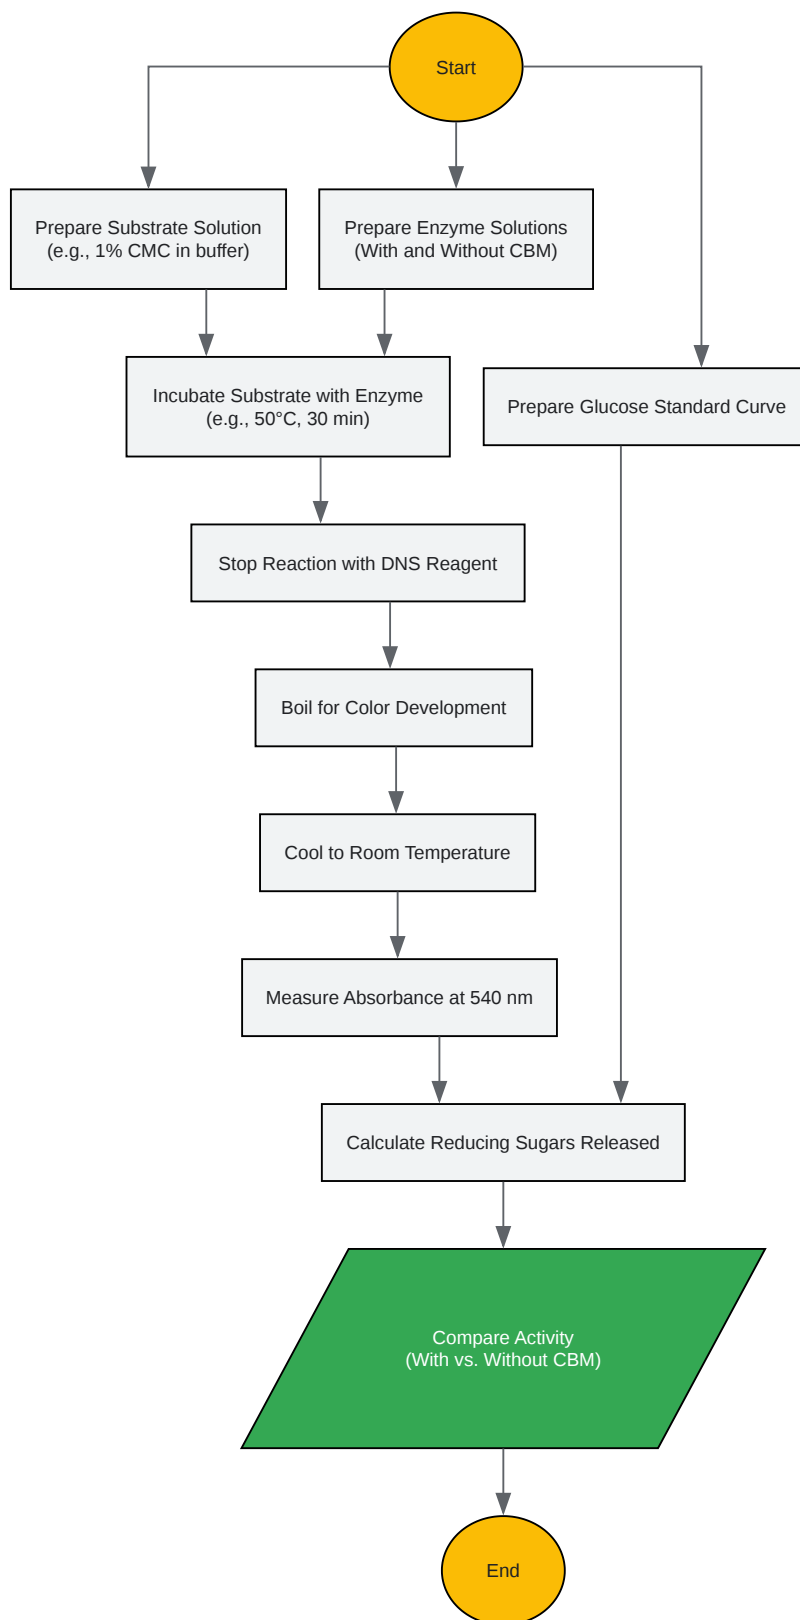 Start
Prepare Substrate Solution
(e.g., 1% CMC in buffer)
Prepare Enzyme Solutions
(With and Without CBM)
Incubate Substrate with Enzyme
(e.g., 50°C, 30 min)
Prepare Glucose Standard Curve
Stop Reaction with DNS Reagent
Boil for Color Development
Cool to Room Temperature
Measure Absorbance at 540 nm
Calculate Reducing Sugars Released
Compare Activity
(With vs. Without CBM)
End